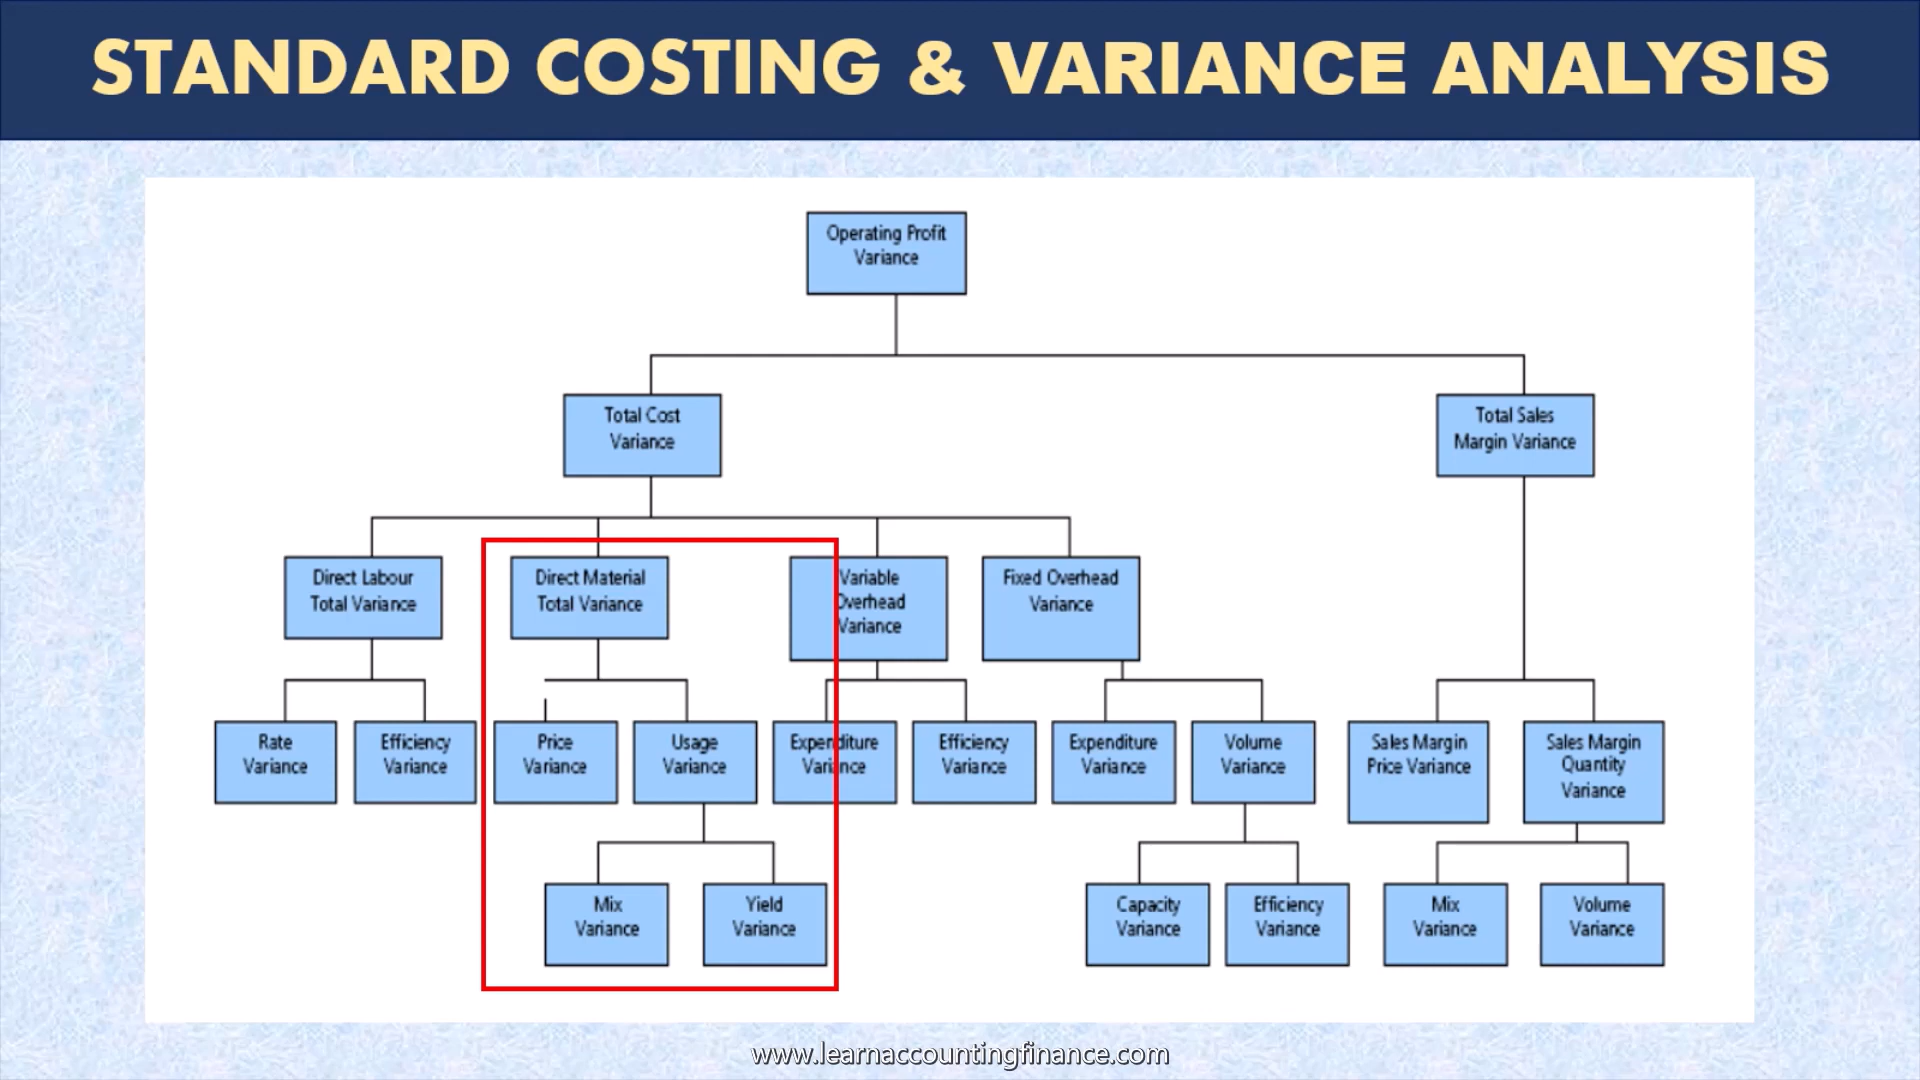 STANDARD COSTING & VARIANCE ANALYSIS
Operating Profit
Variance
Total Cost
Variance
Total Sales
Margin Variance
Direct Labour
Total Variance
Direct Material
Total Variance
Variable
Overhead
Variance
Fixed Overhead
Variance
Rate
Variance
Efficiency
Variance
Price
Variance
Usage
Variance
Expenditure
Variance
Efficiency
Variance
Expenditure
Variance
Volume
Variance
Sales Margin
Price Variance
Sales Margin
Quantity
Variance
Mix
Variance
Yield
Variance
Capacity
Variance
Efficiency
Variance
Mix
Variance
Volume
Variance
www.learnaccountingfinance.com